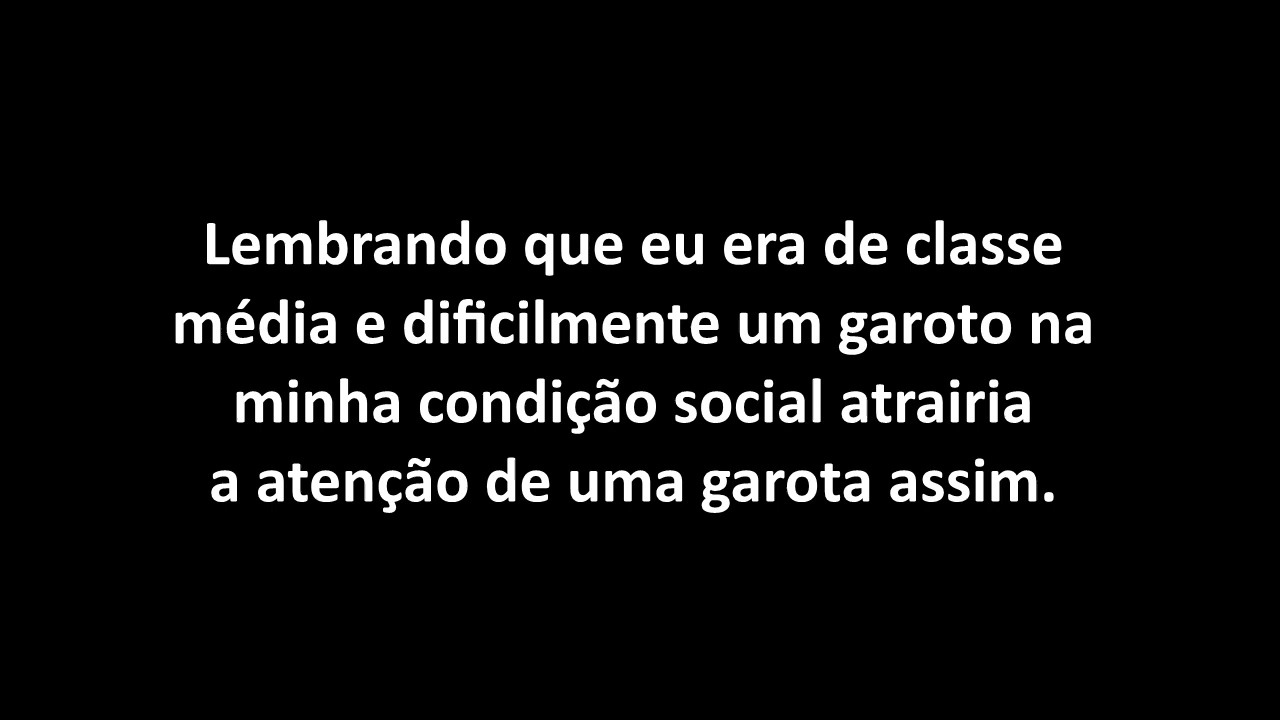 Lembrando que eu era de classe
média e dificilmente um garoto na
minha condição social atrairia
a atenção de uma garota assim.